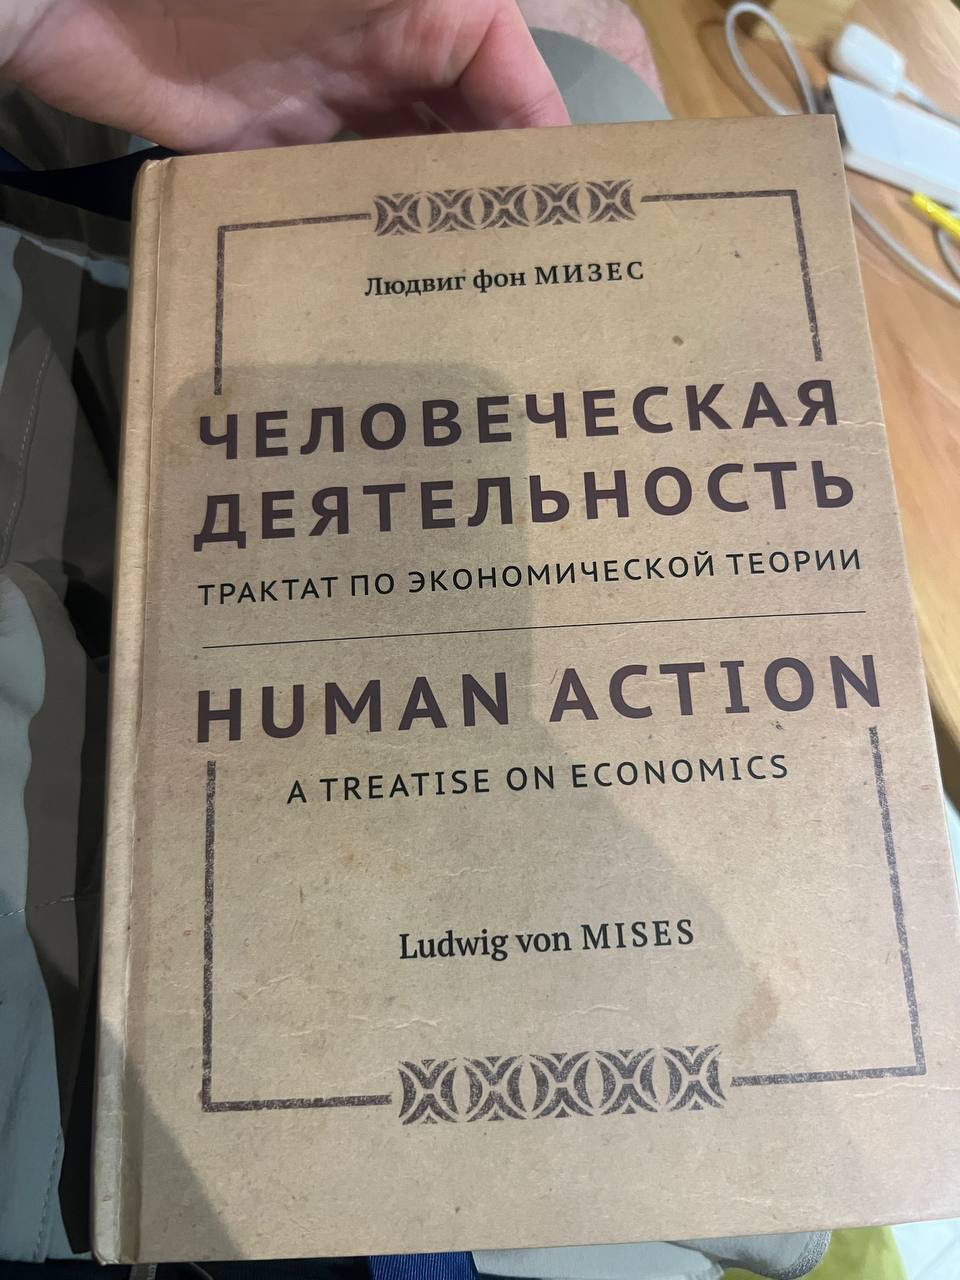 Людвиг фон МИЗЕС
ЧЕЛОВЕЧЕСКАЯ
ДЕЯТЕЛЬНОСТЬ
ТРАКТАТ ПО ЭКОНОМИЧЕСКОЙ ТЕОРИИ
HUMAN ACTION
A TREATISE ON ECONOMICS
Ludwig von MISES